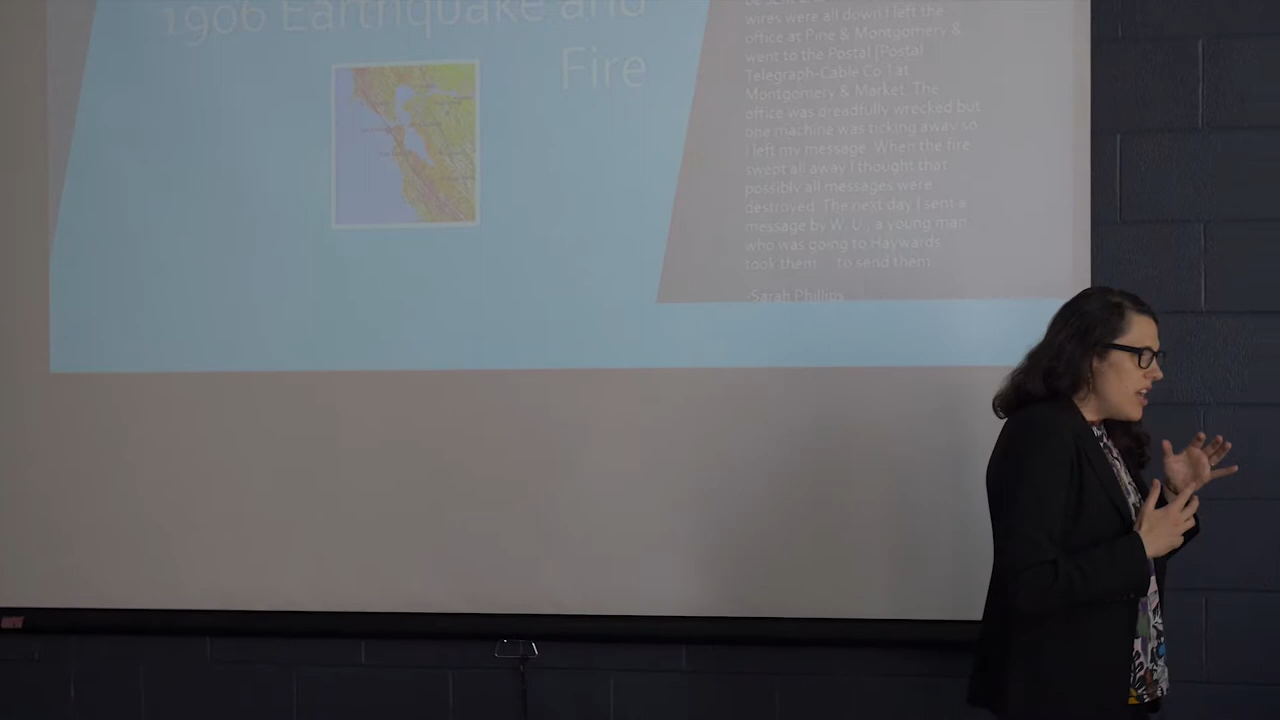 1906 Earthquake and
Fire
be sent
wires were all down I left the
office at Pine & Montgomery &
went to the Postal [Postal
Telegraph-Cable Co.] at
Montgomery & Market. The
office was dreadfully wrecked but
one machine was ticking away so
I left my message. When the fire
swept all away I thought that
possibly all messages were
destroyed. The next day I sent a
message by W. U., a young man
who was going to Haywards
took them ... to send them.
-Sarah Phillips